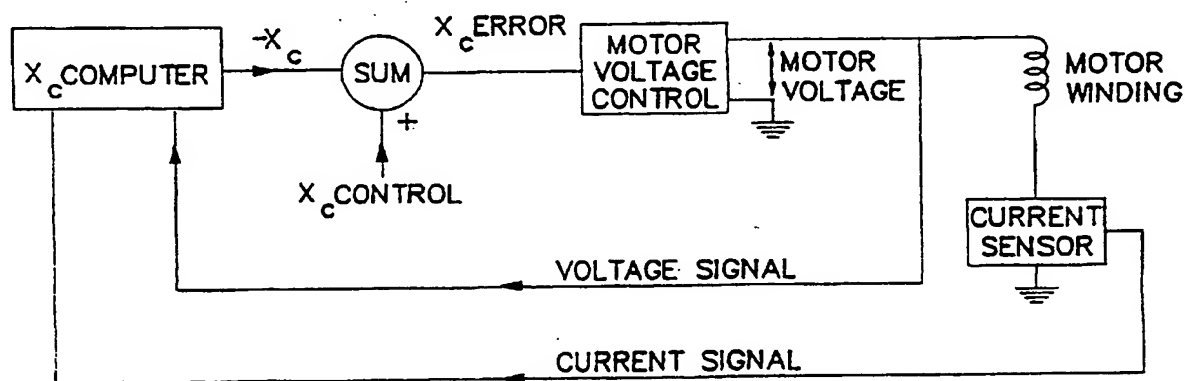 X_c COMPUTER
-X_c
SUM
+
X_c CONTROL
X_c ERROR
MOTOR
VOLTAGE
CONTROL
MOTOR
VOLTAGE
MOTOR
WINDING
CURRENT
SENSOR
VOLTAGE SIGNAL
CURRENT SIGNAL